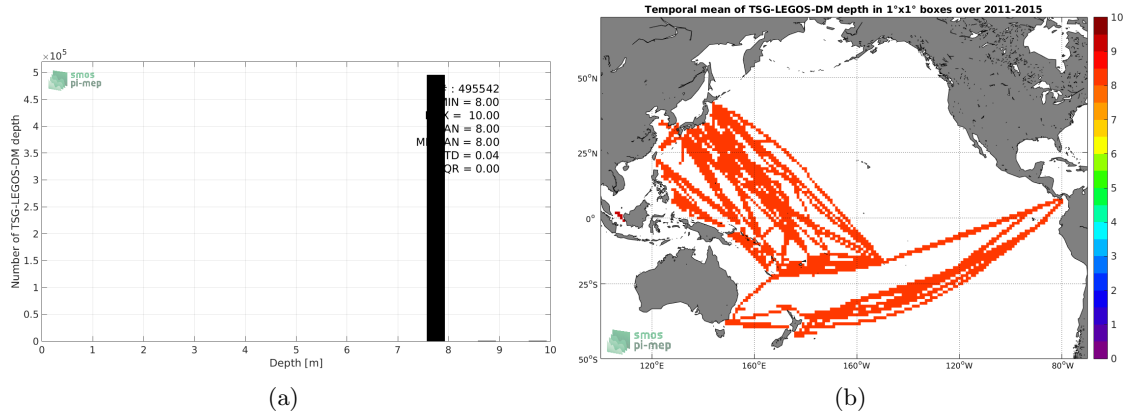 ×10⁵
5
4.5
4
3.5
3
2.5
2
1.5
1
0.5
0
Number of TSG-LEGOS-DM depth
smos
pi-mep
: 495542
MIN = 8.00
X = 10.00
AN = 8.00
AN = 8.00
TD = 0.04
QR = 0.00
0 1 2 3 4 5 6 7 8 9 10
Depth [m]
(a)
Temporal mean of TSG-LEGOS-DM depth in 1°x1° boxes over 2011-2015
50°N
25°N
0°
25°S
50°S
120°E 160°E 160°W 120°W 80°W
smos
pi-mep
10
9
8
7
6
5
4
3
2
1
0
(b)